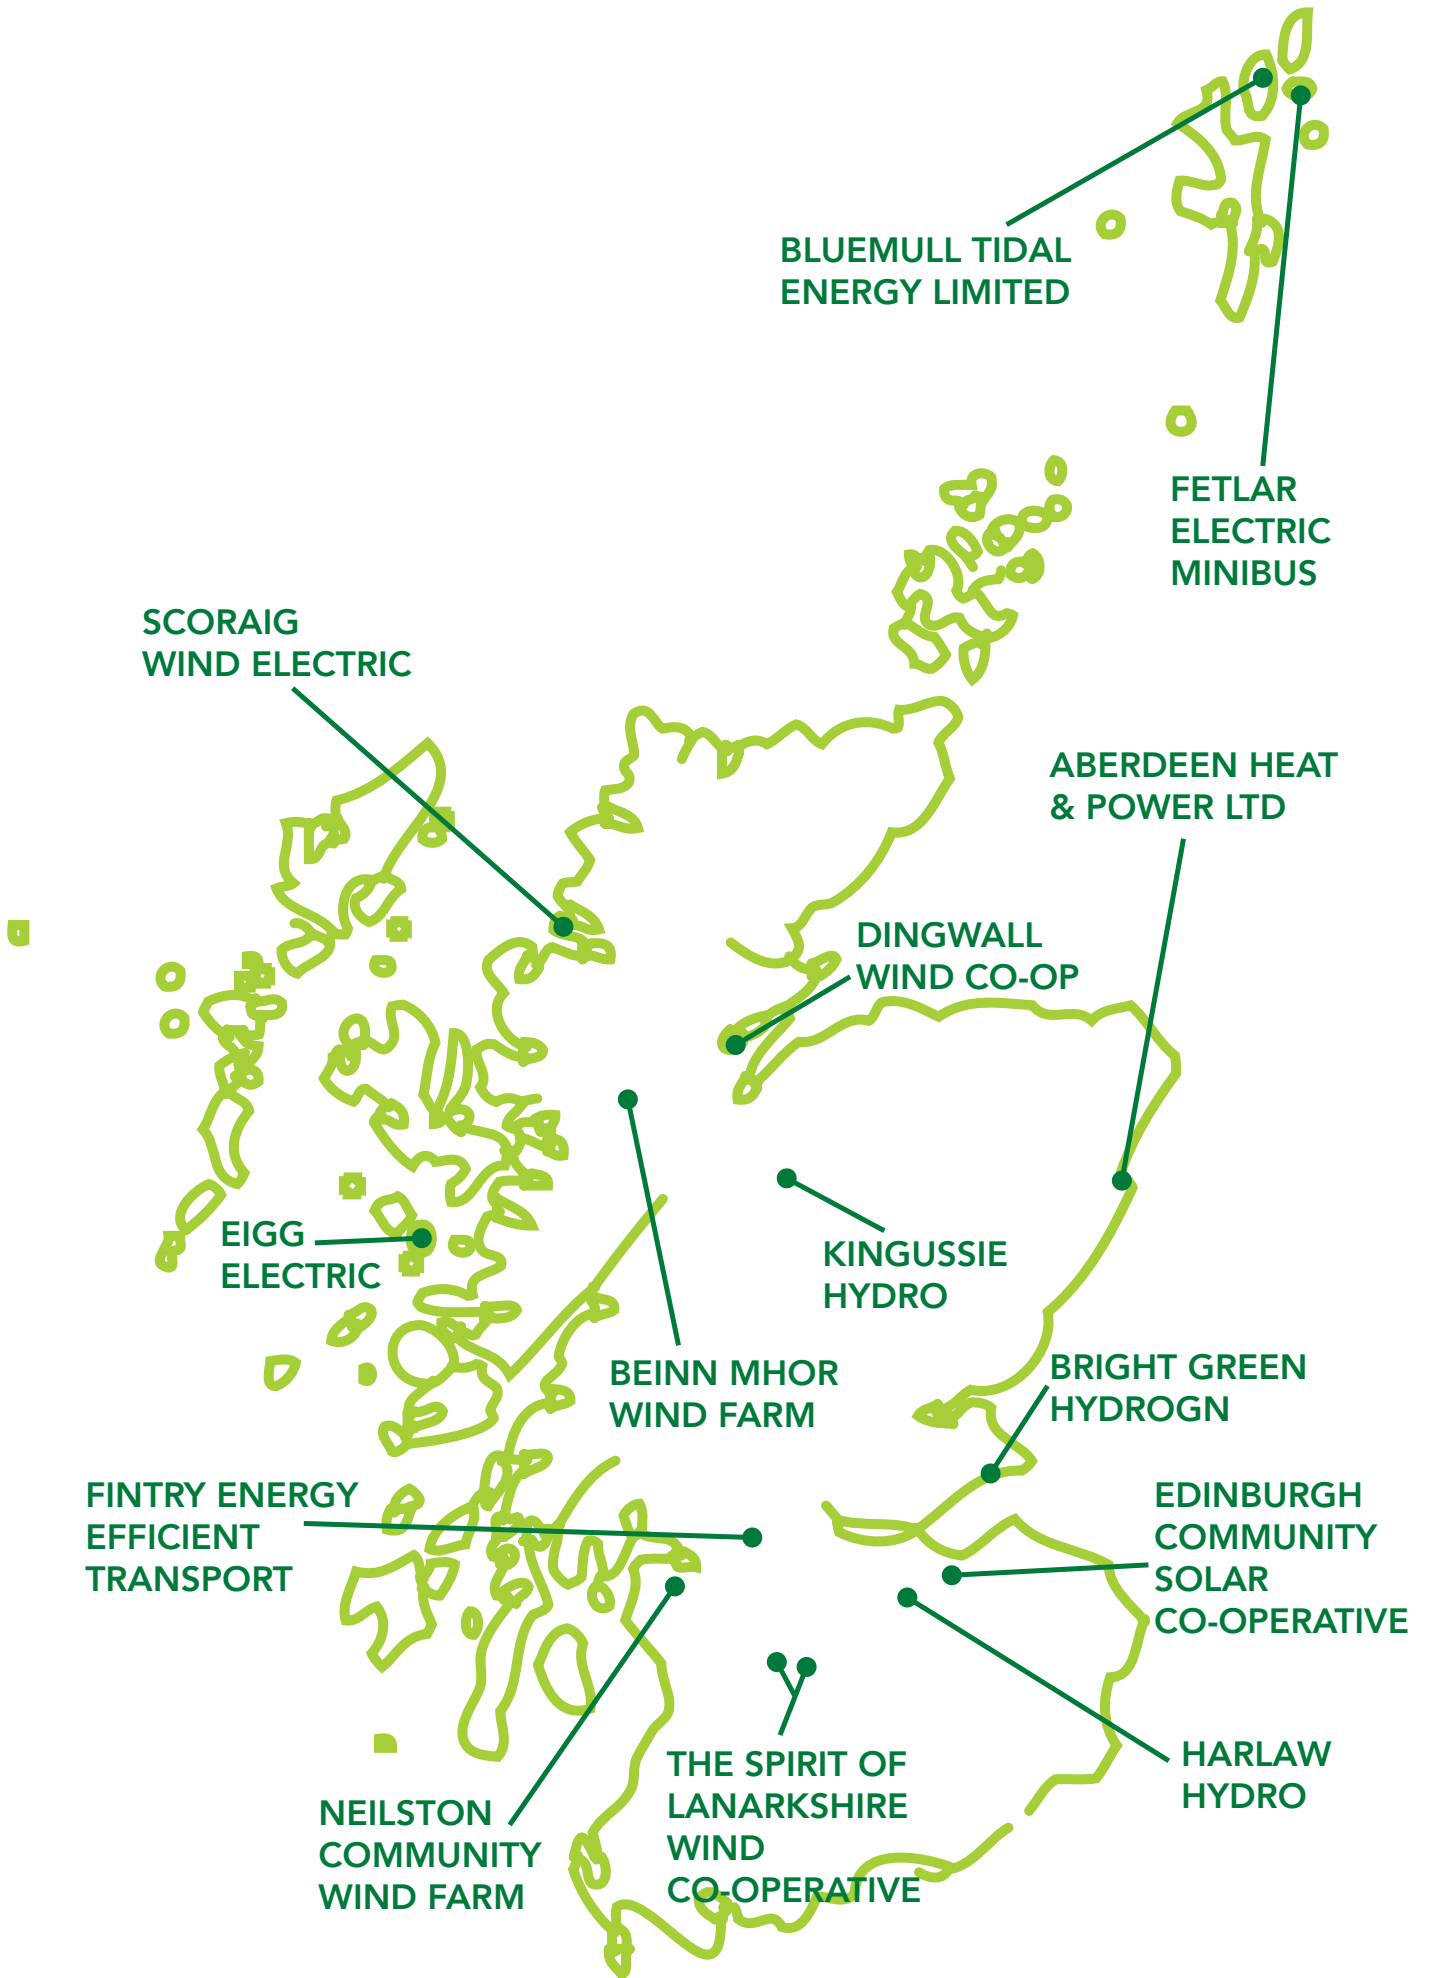 BLUEMULL TIDAL
ENERGY LIMITED
FETLAR
ELECTRIC
MINIBUS
SCORAIG
WIND ELECTRIC
ABERDEEN HEAT
& POWER LTD
DINGWALL
WIND CO-OP
EIGG
ELECTRIC
KINGUSSIE
HYDRO
BEINN MHOR
WIND FARM
BRIGHT GREEN
HYDROGN
FINTRY ENERGY
EFFICIENT
TRANSPORT
EDINBURGH
COMMUNITY
SOLAR
CO-OPERATIVE
THE SPIRIT OF
LANARKSHIRE
WIND
CO-OPERATIVE
HARLAW
HYDRO
NEILSTON
COMMUNITY
WIND FARM